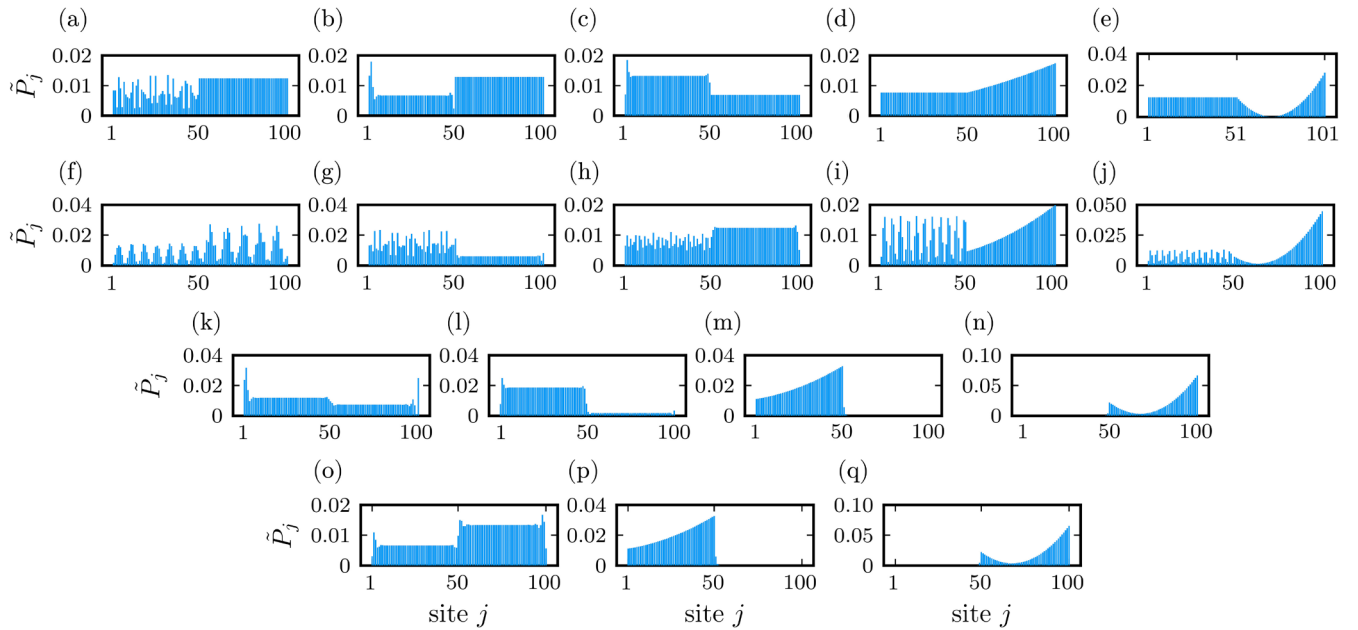 (a) (b) (c) (d) (e)
0.02 0.02 0.02 0.02 0.04
P̃j 0.01 0.01 0.01 0.01 0.02
0 0 0 0 0
1 50 100 1 50 100 1 50 100 1 50 100 1 51 101
(f) (g) (h) (i) (j)
0.04 0.04 0.02 0.02 0.050
P̃j 0.02 0.02 0.01 0.01 0.025
0 0 0 0 0
1 50 100 1 50 100 1 50 100 1 50 100 1 50 100
(k) (l) (m) (n)
0.04 0.04 0.04 0.10
P̃j 0.02 0.02 0.02 0.05
0 0 0 0
1 50 100 1 50 100 1 50 100 1 50 100
(o) (p) (q)
0.02 0.04 0.10
P̃j 0.01 0.02 0.05
0 0 0
1 50 100 1 50 100 1 50 100
site j site j site j